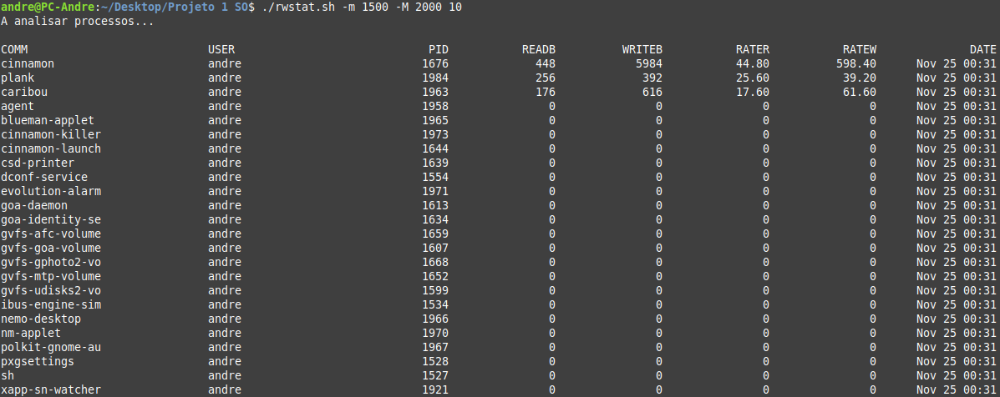 andre@PC-Andre:~/Desktop/Projeto 1 SO$ ./rwstat.sh -m 1500 -M 2000 10
A analisar processos...
COMM USER PID READB WRITEB RATER RATEW DATE
cinnamon andre 1676 448 5984 44.80 598.40 Nov 25 00:31
plank andre 1984 256 392 25.60 39.20 Nov 25 00:31
caribou andre 1963 176 616 17.60 61.60 Nov 25 00:31
agent andre 1958 0 0 0 0 Nov 25 00:31
blueman-applet andre 1965 0 0 0 0 Nov 25 00:31
cinnamon-killer andre 1973 0 0 0 0 Nov 25 00:31
cinnamon-launch andre 1644 0 0 0 0 Nov 25 00:31
csd-printer andre 1639 0 0 0 0 Nov 25 00:31
dconf-service andre 1554 0 0 0 0 Nov 25 00:31
evolution-alarm andre 1971 0 0 0 0 Nov 25 00:31
goa-daemon andre 1613 0 0 0 0 Nov 25 00:31
goa-identity-se andre 1634 0 0 0 0 Nov 25 00:31
gvfs-afc-volume andre 1659 0 0 0 0 Nov 25 00:31
gvfs-goa-volume andre 1607 0 0 0 0 Nov 25 00:31
gvfs-gphoto2-vo andre 1668 0 0 0 0 Nov 25 00:31
gvfs-mtp-volume andre 1652 0 0 0 0 Nov 25 00:31
gvfs-udisks2-vo andre 1599 0 0 0 0 Nov 25 00:31
ibus-engine-sim andre 1534 0 0 0 0 Nov 25 00:31
nemo-desktop andre 1966 0 0 0 0 Nov 25 00:31
nm-applet andre 1970 0 0 0 0 Nov 25 00:31
polkit-gnome-au andre 1967 0 0 0 0 Nov 25 00:31
pxgsettings andre 1528 0 0 0 0 Nov 25 00:31
sh andre 1527 0 0 0 0 Nov 25 00:31
xapp-sn-watcher andre 1921 0 0 0 0 Nov 25 00:31